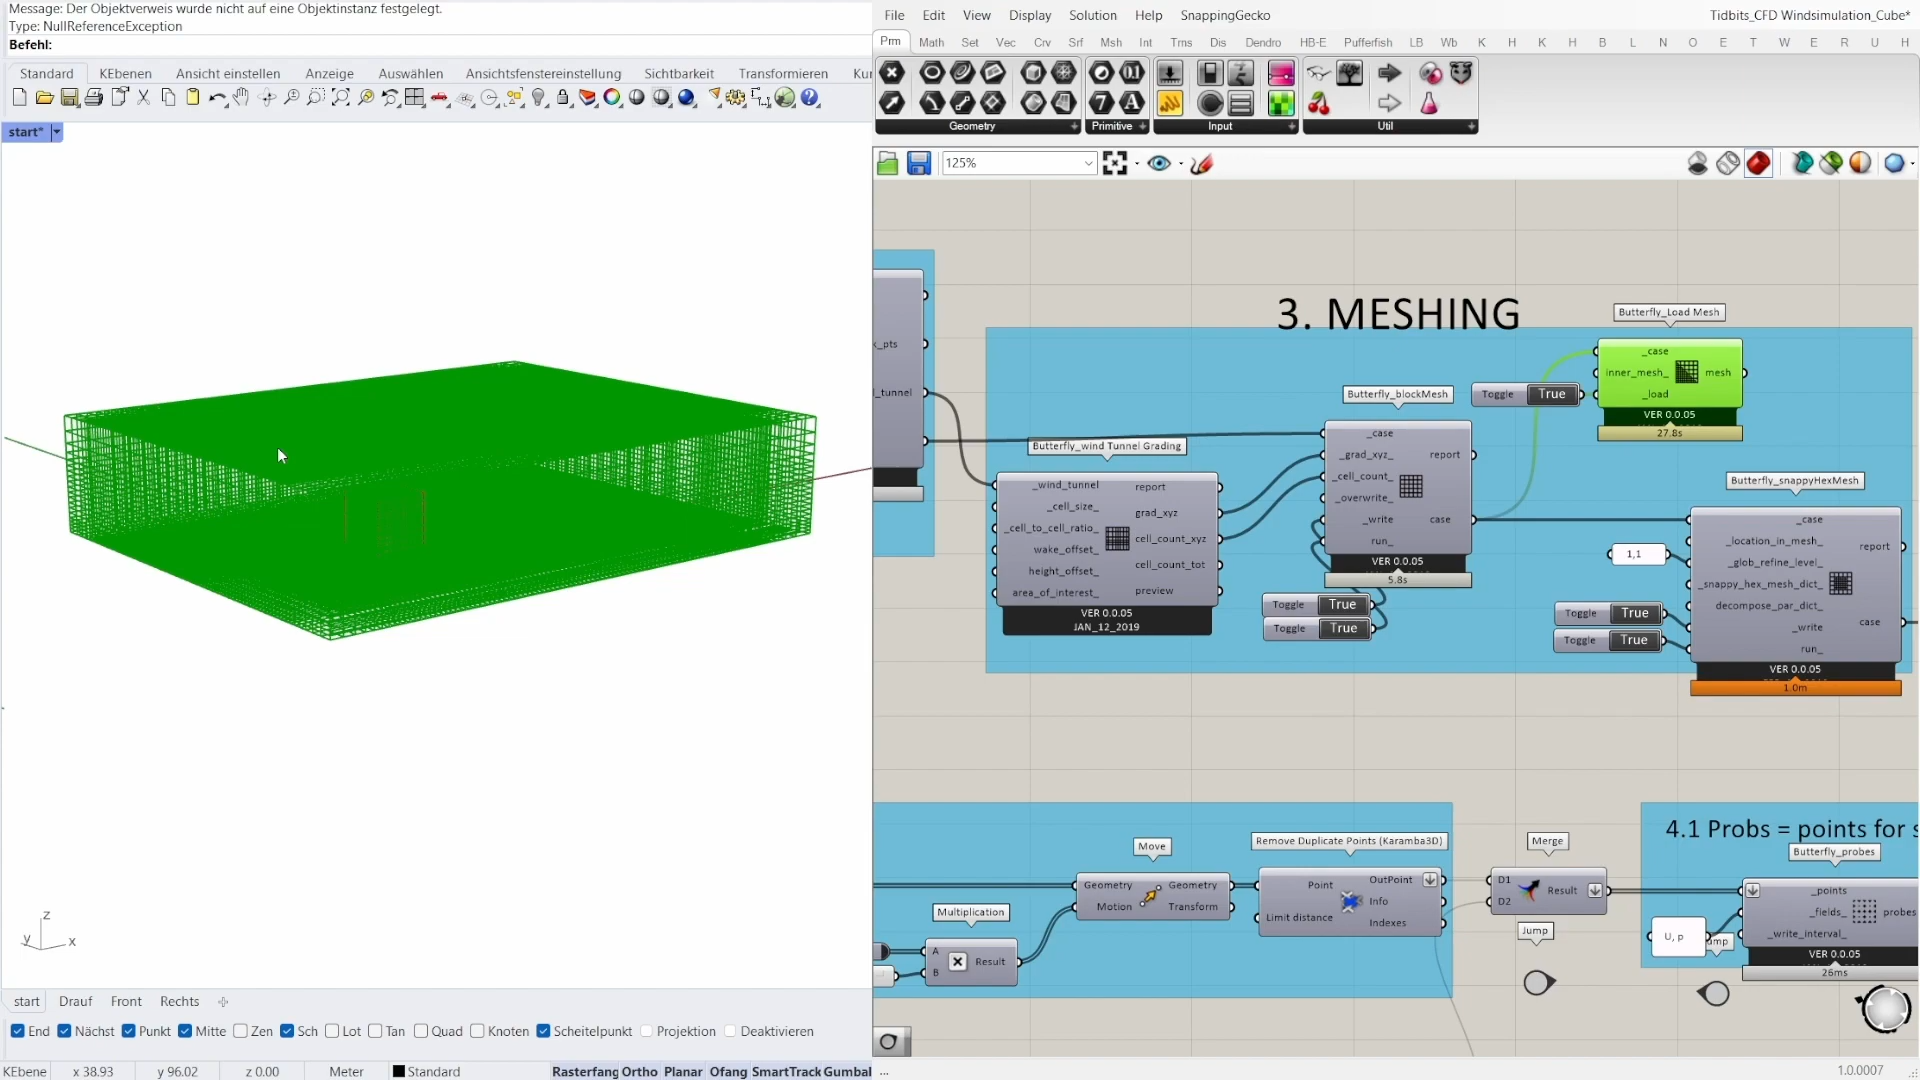 Message: Der Objektverweis wurde nicht auf eine Objektinstanz festgelegt.
Type: NullReferenceException
Befehl:
Standard KEbenen Ansicht einstellen Anzeige Auswählen Ansichtsfenstereinstellung Sichtbarkeit Transformieren Ku
start*
File Edit View Display Solution Help SnappingGecko
Tidbits_CFD Windsimulation_Cube*
Prm Math Set Vec Crv Srf Msh Int Trns Dis Dendro HB-E Pufferfish LB Wb K H K H B L N O E T W E R U H
Geometry
Primitive
Input
Util
125%
3. MESHING
Butterfly_Load Mesh
_case
inner_mesh_
mesh
_load
VER 0.0.05
27.8s
Toggle True
Butterfly_blockMesh
_case
_grad_xyz_
report
_cell_count_
_overwrite_
_write
case
run_
VER 0.0.05
5.8s
Toggle True
Toggle True
_pts
_tunnel
Butterfly_wind Tunnel Grading
_wind_tunnel
_cell_size_
_cell_to_cell_ratio_
wake_offset_
height_offset_
area_of_interest_
report
grad_xyz
cell_count_xyz
cell_count_tot
preview
VER 0.0.05
JAN_12_2019
Butterfly_snappyHexMesh
_case
_location_in_mesh_
_glob_refine_level_
_snappy_hex_mesh_dict_
decompose_par_dict_
_write
run_
report
case
VER 0.0.05
1.0m
1,1
Toggle True
Toggle True
4.1 Probs = points for s
Butterfly_probes
_points
_fields_
_write_interval_
probes
VER 0.0.05
26ms
U, p
ump
Move
Geometry Geometry
Motion Transform
Multiplication
A
B
Result
Remove Duplicate Points (Karamba3D)
Point
Limit distance
OutPoint
Info
Indexes
Merge
D1
D2
Result
Jump
z
y x
start Drauf Front Rechts
End Nächst Punkt Mitte Zen Sch Lot Tan Quad Knoten Scheitelpunkt Projektion Deaktivieren
KEbene x 38.93 y 96.02 z 0.00 Meter Standard Rasterfang Ortho Planar Ofang SmartTrack Gumbal
...
1.0.0007